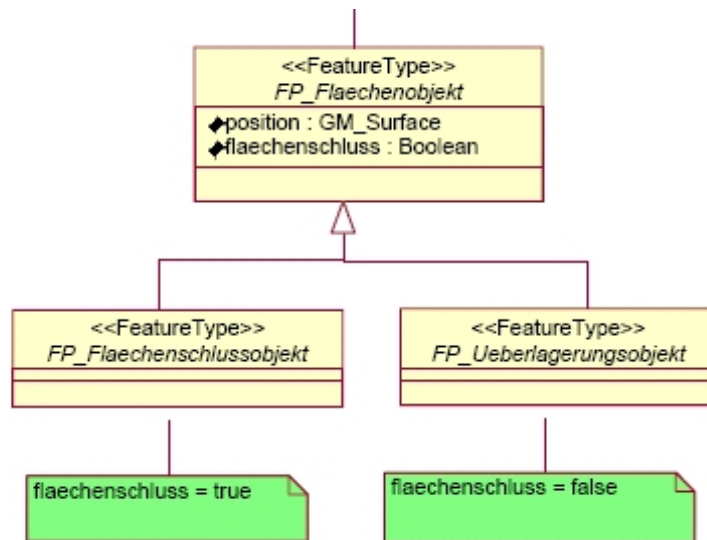 <<FeatureType>>
FP_Flaechenobjekt
position : GM_Surface
flaechenschluss : Boolean
<<FeatureType>>
FP_Flaechenschlussobjekt
<<FeatureType>>
FP_Ueberlagerungsobjekt
flaechenschluss = true
flaechenschluss = false